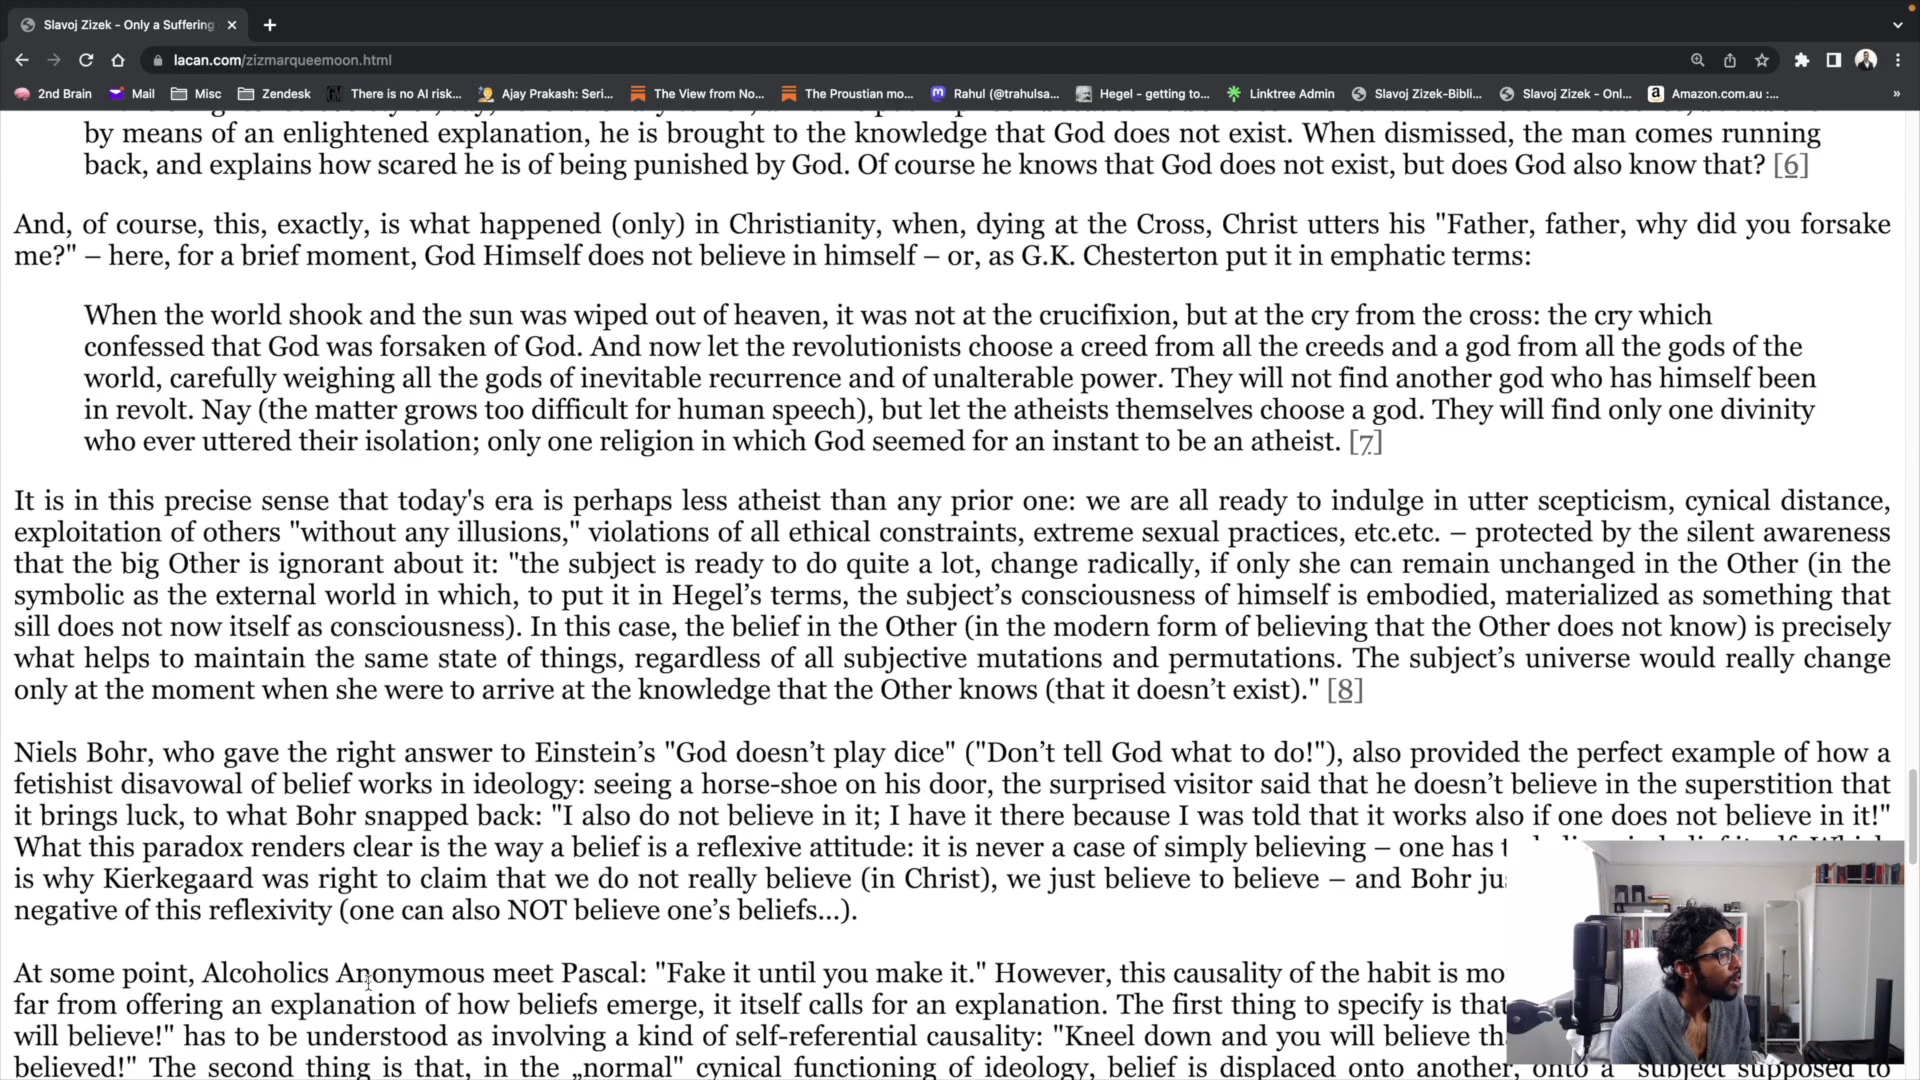 Slavoj Zizek - Only a Suffering
lacan.com/zizmarqueemoon.html
2nd Brain Mail Misc Zendesk There is no AI risk... Ajay Prakash: Seri... The View from No... The Proustian mo... Rahul (@trahulsa... Hegel - getting to... Linktree Admin Slavoj Zizek-Bibli... Slavoj Zizek - Onl... Amazon.com.au :... »
by means of an enlightened explanation, he is brought to the knowledge that God does not exist. When dismissed, the man comes running
back, and explains how scared he is of being punished by God. Of course he knows that God does not exist, but does God also know that? [6]
And, of course, this, exactly, is what happened (only) in Christianity, when, dying at the Cross, Christ utters his "Father, father, why did you forsake
me?" – here, for a brief moment, God Himself does not believe in himself – or, as G.K. Chesterton put it in emphatic terms:
When the world shook and the sun was wiped out of heaven, it was not at the crucifixion, but at the cry from the cross: the cry which
confessed that God was forsaken of God. And now let the revolutionists choose a creed from all the creeds and a god from all the gods of the
world, carefully weighing all the gods of inevitable recurrence and of unalterable power. They will not find another god who has himself been
in revolt. Nay (the matter grows too difficult for human speech), but let the atheists themselves choose a god. They will find only one divinity
who ever uttered their isolation; only one religion in which God seemed for an instant to be an atheist. [7]
It is in this precise sense that today's era is perhaps less atheist than any prior one: we are all ready to indulge in utter scepticism, cynical distance,
exploitation of others "without any illusions," violations of all ethical constraints, extreme sexual practices, etc.etc. – protected by the silent awareness
that the big Other is ignorant about it: "the subject is ready to do quite a lot, change radically, if only she can remain unchanged in the Other (in the
symbolic as the external world in which, to put it in Hegel’s terms, the subject’s consciousness of himself is embodied, materialized as something that
sill does not now itself as consciousness). In this case, the belief in the Other (in the modern form of believing that the Other does not know) is precisely
what helps to maintain the same state of things, regardless of all subjective mutations and permutations. The subject’s universe would really change
only at the moment when she were to arrive at the knowledge that the Other knows (that it doesn’t exist)." [8]
Niels Bohr, who gave the right answer to Einstein’s "God doesn’t play dice" ("Don’t tell God what to do!"), also provided the perfect example of how a
fetishist disavowal of belief works in ideology: seeing a horse-shoe on his door, the surprised visitor said that he doesn’t believe in the superstition that
it brings luck, to what Bohr snapped back: "I also do not believe in it; I have it there because I was told that it works also if one does not believe in it!"
What this paradox renders clear is the way a belief is a reflexive attitude: it is never a case of simply believing – one has
is why Kierkegaard was right to claim that we do not really believe (in Christ), we just believe to believe – and Bohr
negative of this reflexivity (one can also NOT believe one’s beliefs...).
At some point, Alcoholics Anonymous meet Pascal: "Fake it until you make it." However, this causality of the habit is
far from offering an explanation of how beliefs emerge, it itself calls for an explanation. The first thing to specify is that
will believe!" has to be understood as involving a kind of self-referential causality: "Kneel down and you will believe
believed!" The second thing is that, in the „normal" cynical functioning of ideology, belief is displaced onto another, onto a "subject supposed to